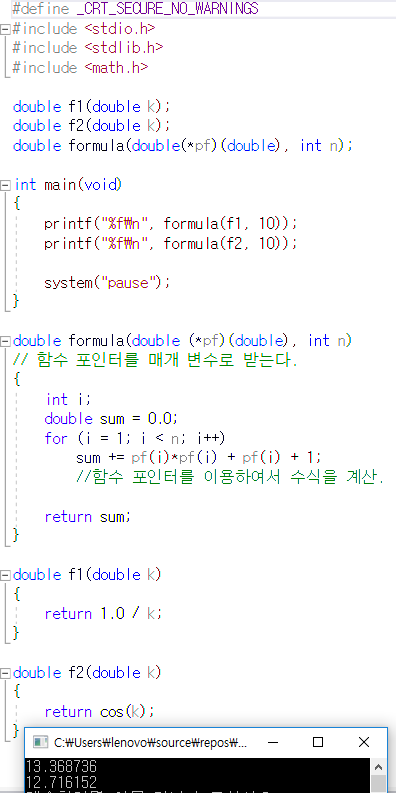 #define _CRT_SECURE_NO_WARNINGS
#include <stdio.h>
#include <stdlib.h>
#include <math.h>
double f1(double k);
double f2(double k);
double formula(double(*pf)(double), int n);
int main(void)
{
printf("%f₩n", formula(f1, 10));
printf("%f₩n", formula(f2, 10));
system("pause");
}
double formula(double (*pf)(double), int n)
// 함수 포인터를 매개 변수로 받는다.
{
int i;
double sum = 0.0;
for (i = 1; i < n; i++)
sum += pf(i)*pf(i) + pf(i) + 1;
//함수 포인터를 이용하여서 수식을 계산.
return sum;
}
double f1(double k)
{
return 1.0 / k;
}
double f2(double k)
{
return cos(k);
}
C:₩Users₩lenovo₩source₩repos₩...
13.368736
12.716152